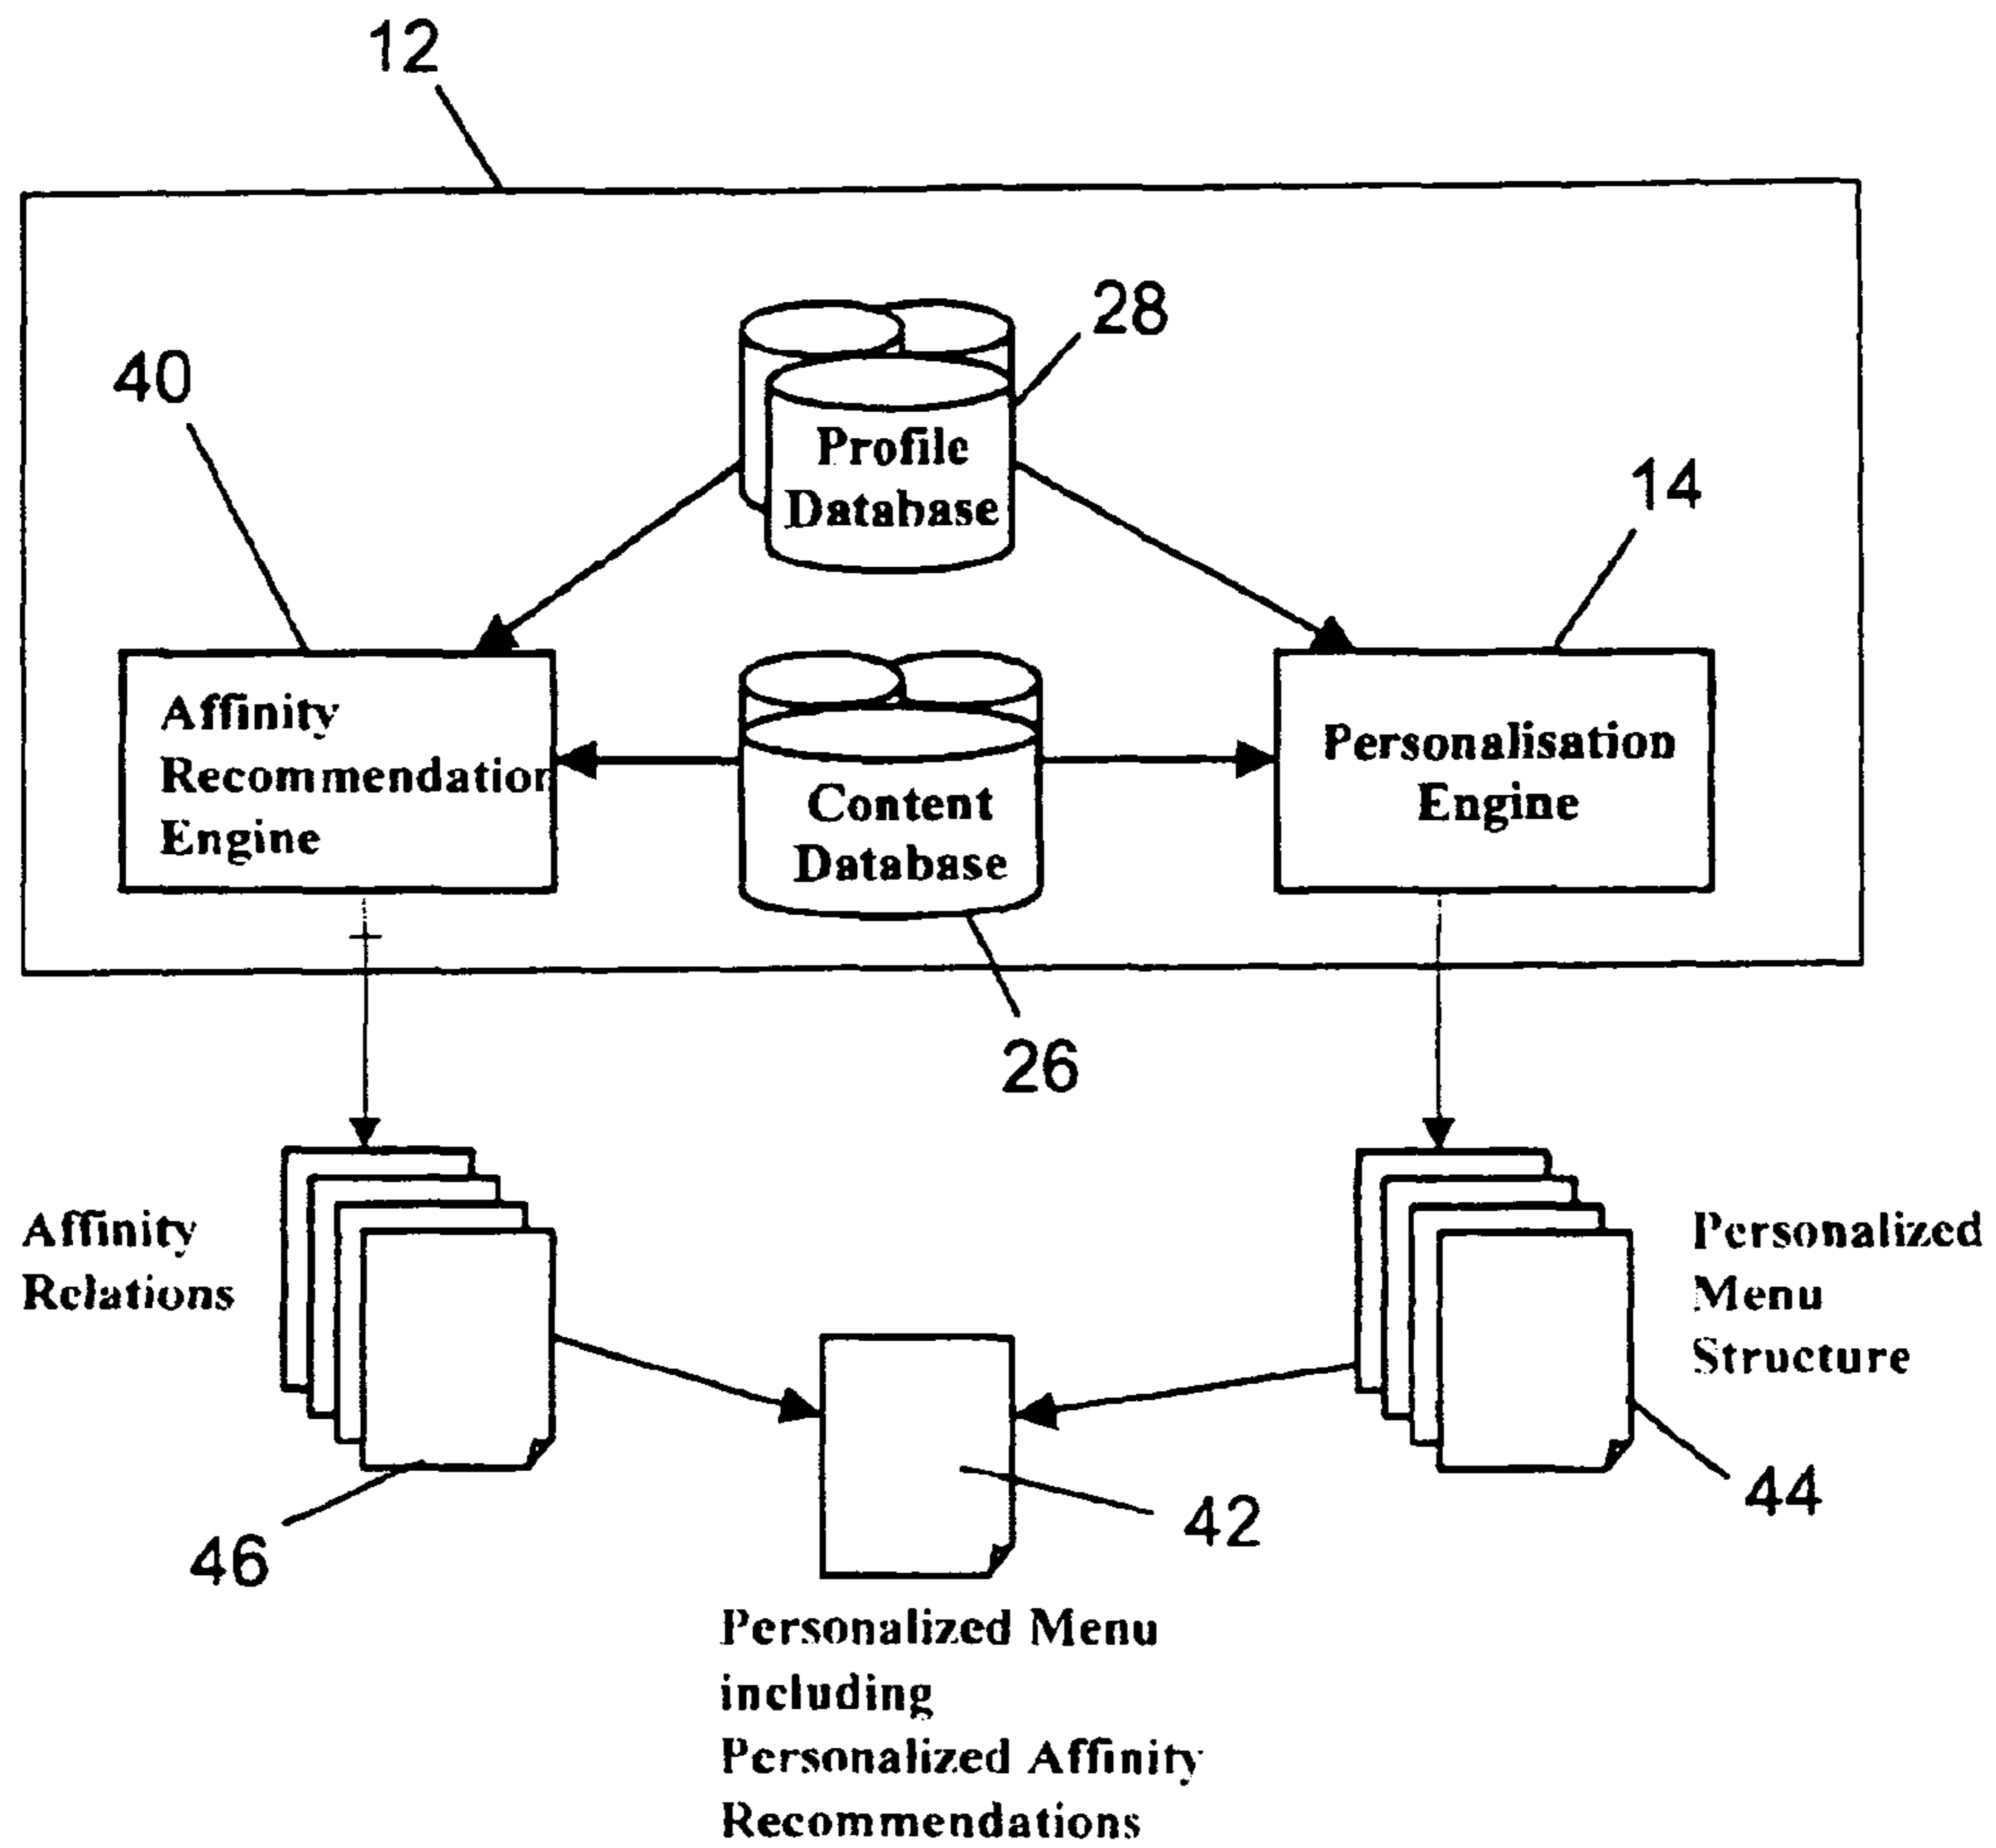 12
28
40
Profile
Database
14
Affinity
Recommendation
Engine
Personalisation
Engine
Content
Database
26
Affinity
Relations
Personalized
Menu
Structure
44
42
46
Personalized Menu
including
Personalized Affinity
Recommendations